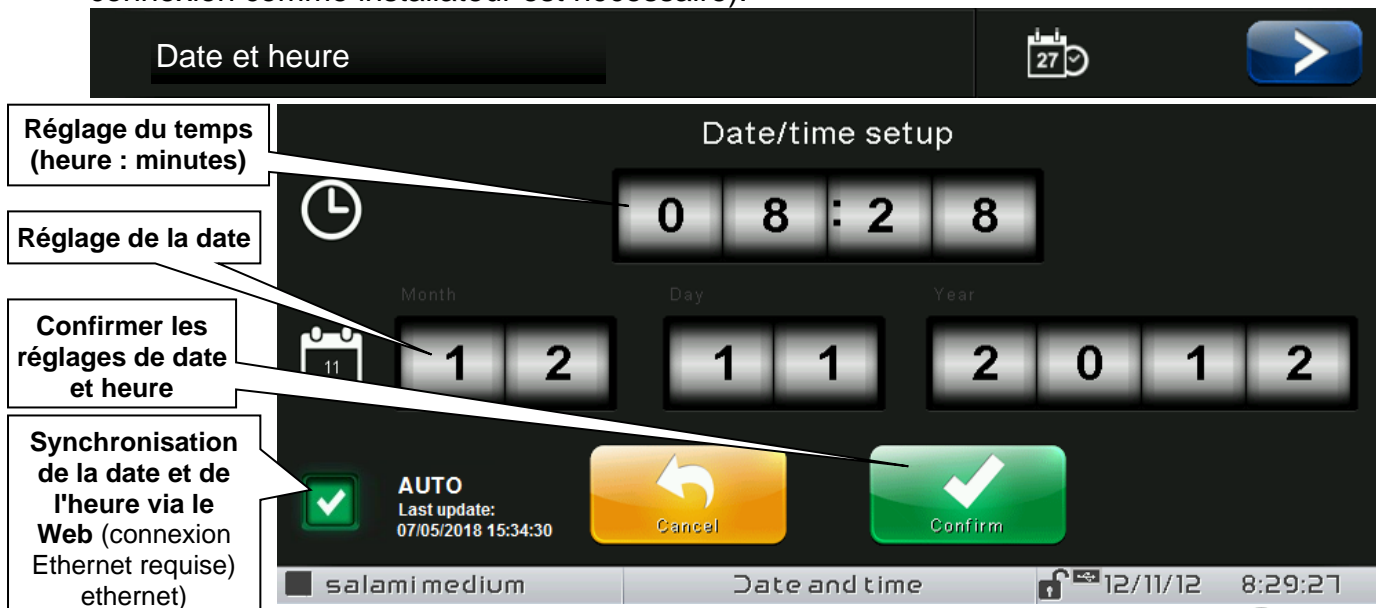 connexion comme installateur est nécessaire).
Date et heure
27
Réglage du temps
(heure : minutes)
Date/time setup
0 8 : 2 8
Réglage de la date
Month Day Year
Confirmer les
réglages de date
et heure
11
1 2 1 1 2 0 1 2
Synchronisation
de la date et de
l'heure via le
Web (connexion
Ethernet requise)
ethernet)
AUTO
Last update:
07/05/2018 15:34:30
Cancel
Confirm
salami medium Date and time 12/11/12 8:29:27